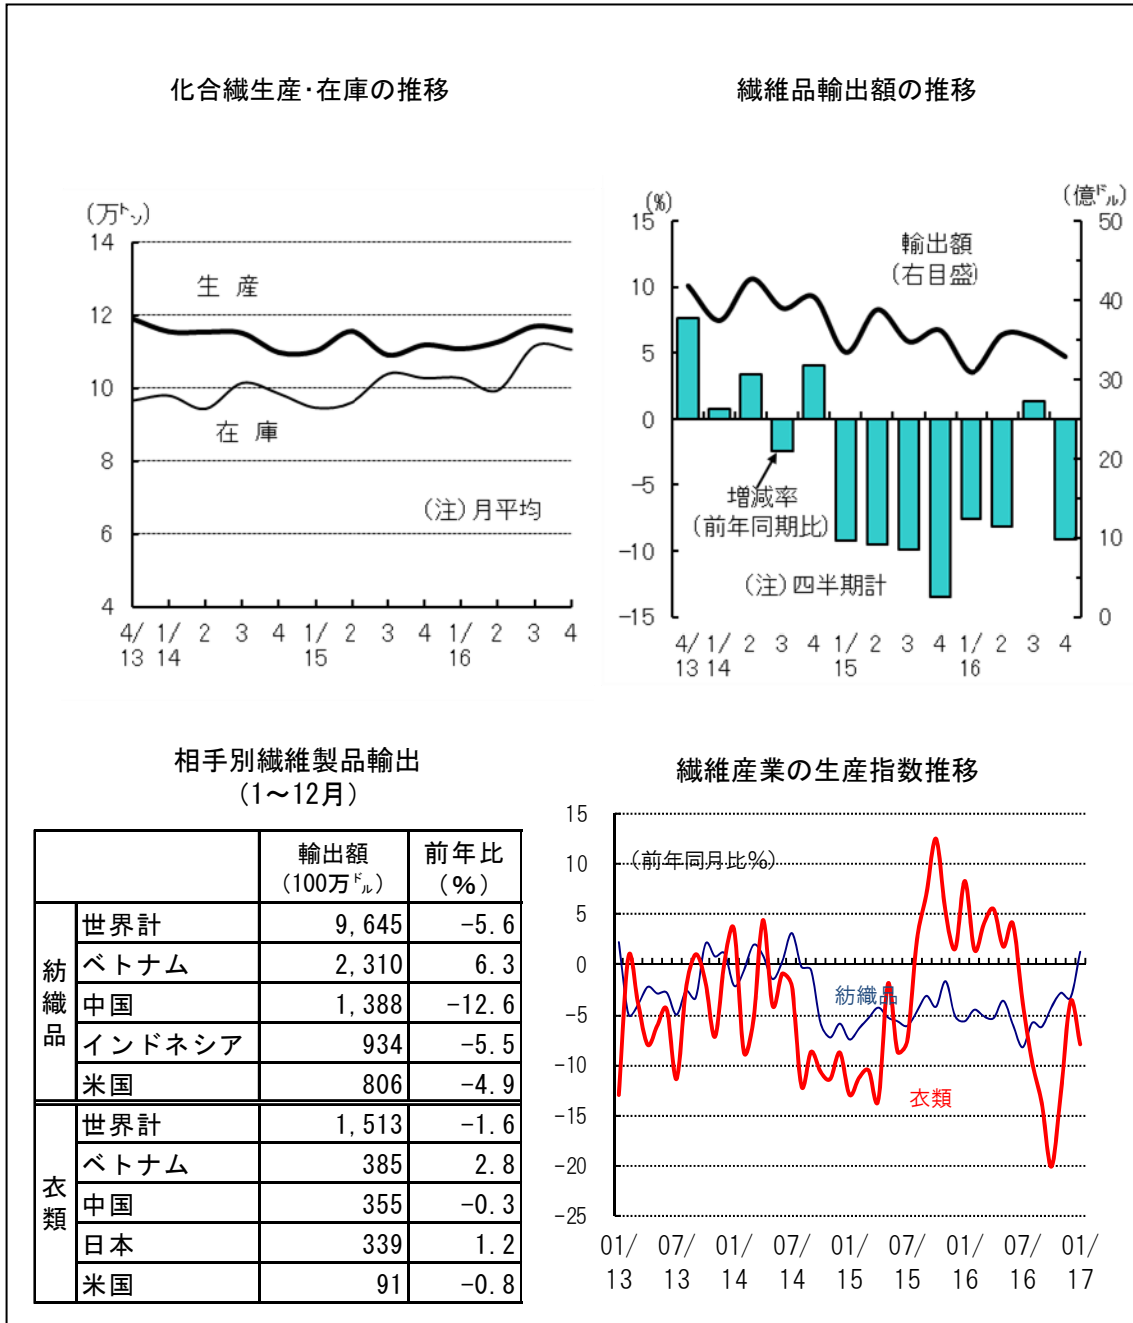 化合繊生産･在庫の推移
(万㌧)
14
12
10
8
6
4
生 産
在 庫
(注)月平均
4/ 1/ 2 3 4 1/ 2 3 4 1/ 2 3 4
13 14 15 16
繊維品輸出額の推移
(%)
(億㌦)
15
10
5
0
-5
-10
-15
50
40
30
20
10
0
輸出額
(右目盛)
増減率
(前年同期比)
(注)四半期計
4/ 1/ 2 3 4 1/ 2 3 4 1/ 2 3 4
13 14 15 16
相手別繊維製品輸出
(1～12月)
輸出額 前年比
(100万㌦) (%)
紡織品
世界計 9,645 -5.6
ベトナム 2,310 6.3
中国 1,388 -12.6
インドネシア 934 -5.5
米国 806 -4.9
衣類
世界計 1,513 -1.6
ベトナム 385 2.8
中国 355 -0.3
日本 339 1.2
米国 91 -0.8
繊維産業の生産指数推移
15
10
5
0
-5
-10
-15
-20
-25
(前年同月比%)
紡織品
衣類
01/ 07/ 01/ 07/ 01/ 07/ 01/ 07/ 01/
13 13 14 14 15 15 16 16 17